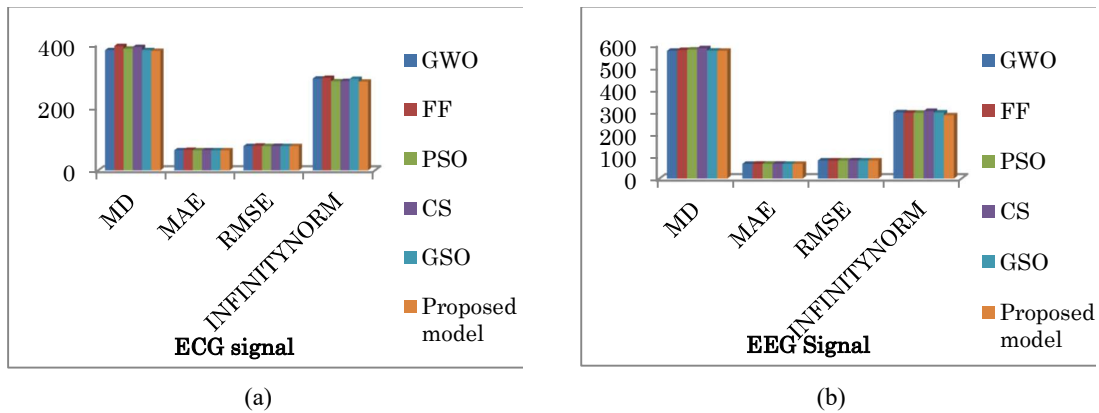 400
200
0
MD
MAE
RMSE
INFINITYNORM
ECG signal
GWO
FF
PSO
CS
GSO
Proposed
model
(a)
600
500
400
300
200
100
0
MD
MAE
RMSE
INFINITYNORM
EEG Signal
GWO
FF
PSO
CS
GSO
Proposed
model
(b)